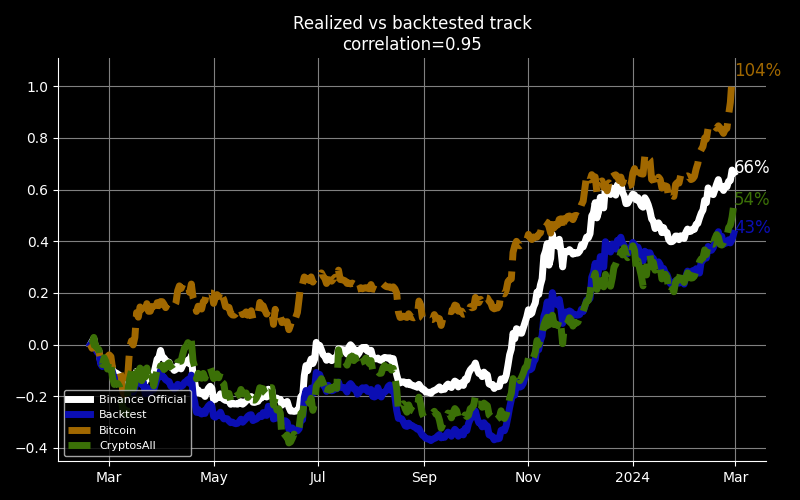 Realized vs backtested track
correlation=0.95
104%
66%
54%
43%
1.0
0.8
0.6
0.4
0.2
0.0
−0.2
−0.4
Binance Official
Backtest
Bitcoin
CryptosAll
Mar
May
Jul
Sep
Nov
2024
Mar